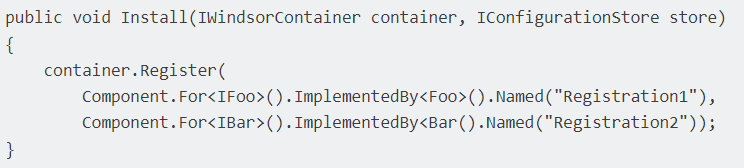 public void Install(IWindsorContainer container, IConfigurationStore store)
{
    container.Register(
        Component.For<IFoo>().ImplementedBy<Foo>().Named("Registration1"),
        Component.For<IBar>().ImplementedBy<Bar().Named("Registration2"));
}